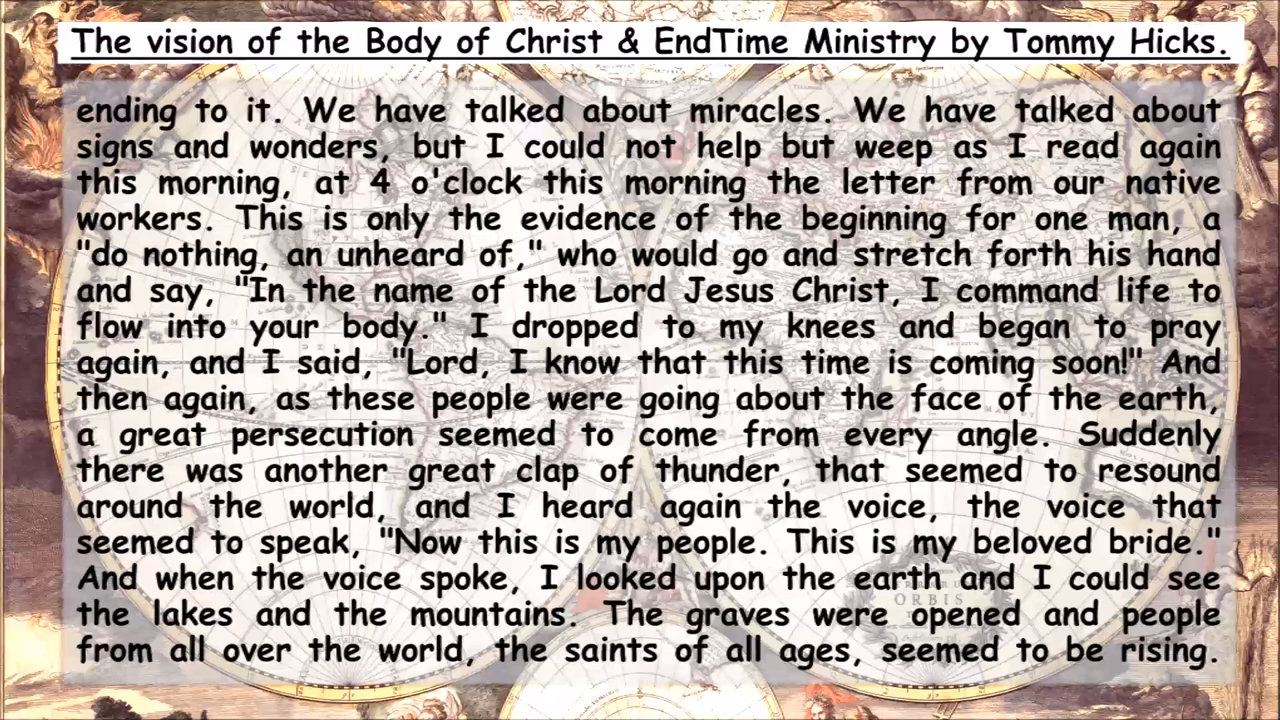 The vision of the Body of Christ & EndTime Ministry by Tommy Hicks.
ending to it. We have talked about miracles. We have talked about
signs and wonders, but I could not help but weep as I read again
this morning, at 4 o'clock this morning the letter from our native
workers. This is only the evidence of the beginning for one man, a
"do nothing, an unheard of," who would go and stretch forth his hand
and say, "In the name of the Lord Jesus Christ, I command life to
flow into your body." I dropped to my knees and began to pray
again, and I said, "Lord, I know that this time is coming soon!" And
then again, as these people were going about the face of the earth,
a great persecution seemed to come from every angle. Suddenly
there was another great clap of thunder, that seemed to resound
around the world, and I heard again the voice, the voice that
seemed to speak, "Now this is my people. This is my beloved bride."
And when the voice spoke, I looked upon the earth and I could see
the lakes and the mountains. The graves were opened and people
from all over the world, the saints of all ages, seemed to be rising.
ORBIS